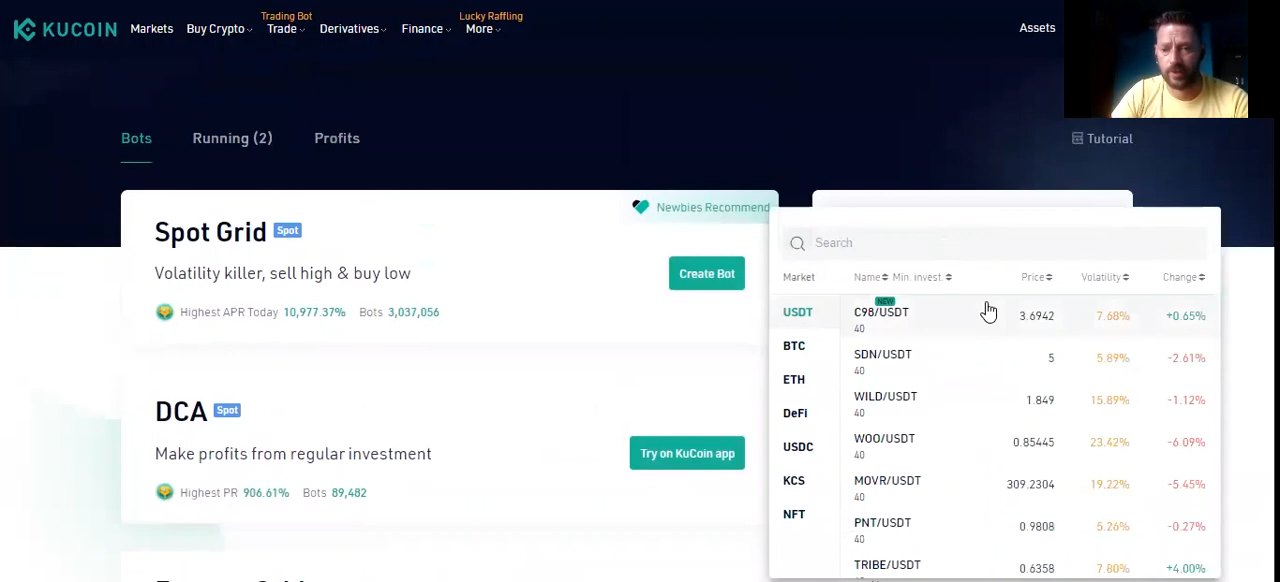 Trading Bot
Lucky Raffling
KUCOIN Markets Buy Crypto Trade Derivatives Finance More Assets
Bots Running (2) Profits Tutorial
Newbies Recommend
Spot Grid Spot
Volatility killer, sell high & buy low
Create Bot
Highest APR Today 10,977.37% Bots 3,037,056
DCA Spot
Make profits from regular investment
Try on KuCoin app
Highest PR 906.61% Bots 89,482
Search
Market Name Min. invest. Price Volatility Change
USDT
BTC
ETH
DeFi
USDC
KCS
NFT
NEW
C98/USDT 3.6942 7.68% +0.65%
40
SDN/USDT 5 5.89% -2.61%
40
WILD/USDT 1.849 15.89% -1.12%
40
WOO/USDT 0.85445 23.42% -6.09%
40
MOVR/USDT 309.2304 19.22% -5.45%
40
PNT/USDT 0.9808 5.26% -0.27%
40
TRIBE/USDT 0.6358 7.80% +4.00%